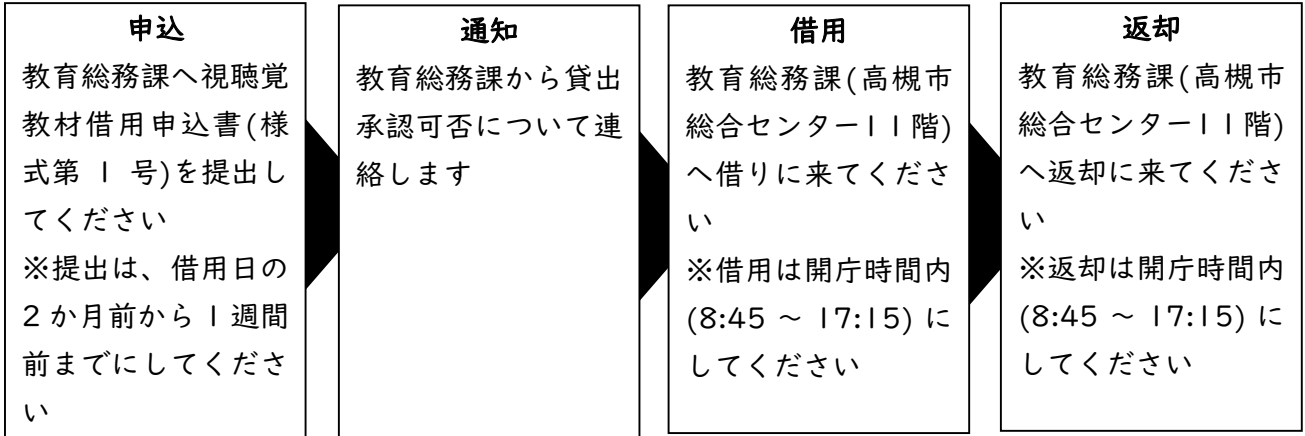 申込
教育総務課へ視聴覚
教材借用申込書(様
式第 1 号)を提出し
てください
※提出は、借用日の
2か月前から1週間
前までにしてくださ
い
通知
教育総務課から貸出
承認可否について連
絡します
借用
教育総務課(高槻市
総合センター11階)
へ借りに来てくださ
い
※借用は開庁時間内
(8:45 ~ 17:15) に
してください
返却
教育総務課(高槻市
総合センター11階)
へ返却に来てくださ
い
※返却は開庁時間内
(8:45 ~ 17:15) に
してください